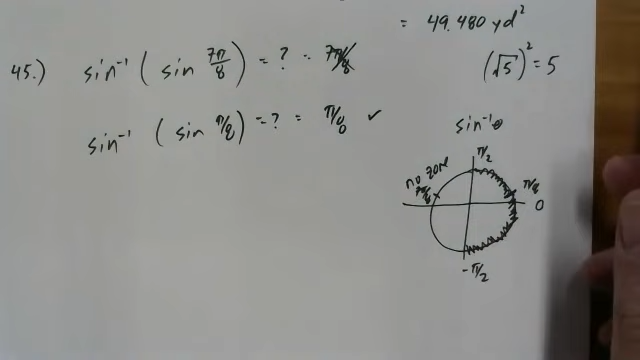 = 49.480 yd²
45.) sin⁻¹ ( sin 7π/8 ) = ? = 7π/8
(√5)² = 5
sin⁻¹ ( sin π/8 ) = ? = π/8 ✓
sin⁻¹θ
π/2
NO ZONE
7π/8
π/8
0
-π/2